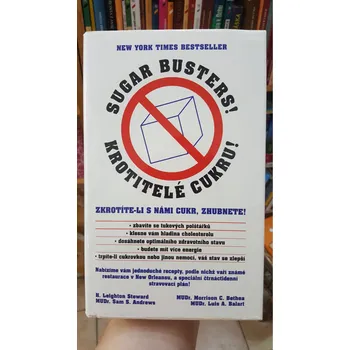 NEW YORK TIMES BESTSELLER
SUGAR BUSTERS!
KROTITELÉ CUKRU!
ZKROTÍTE-LI S NÁMI CUKR, ZHUBNETE!
• zbavíte se tukových polštářků
• klesne vám hladina cholesterolu
• dosáhnete optimálního zdravotního stavu
• budete mít více energie
• trpíte-li cukrovkou nebo jinou nemocí, váš stav se zlepší
Nabízíme vám jednoduché recepty, podle nichž vaří známé
restaurace v New Orleansu, a speciální čtrnáctidenní
stravovací plán!
H. Leighton Steward
MUDr. Sam S. Andrews
MUDr. Morrison C. Bethea
MUDr. Luis A. Balart